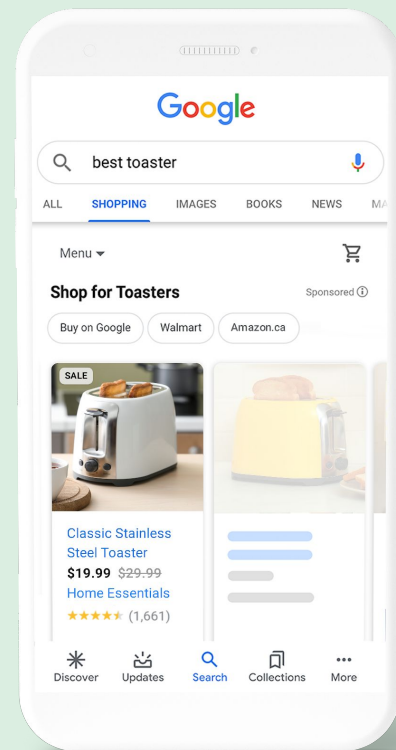 Google
best toaster
ALL SHOPPING IMAGES BOOKS NEWS MA
Menu
Shop for Toasters Sponsored
Buy on Google Walmart Amazon.ca
SALE
Classic Stainless
Steel Toaster
$19.99 $29.99
Home Essentials
(1,661)
Discover Updates Search Collections More